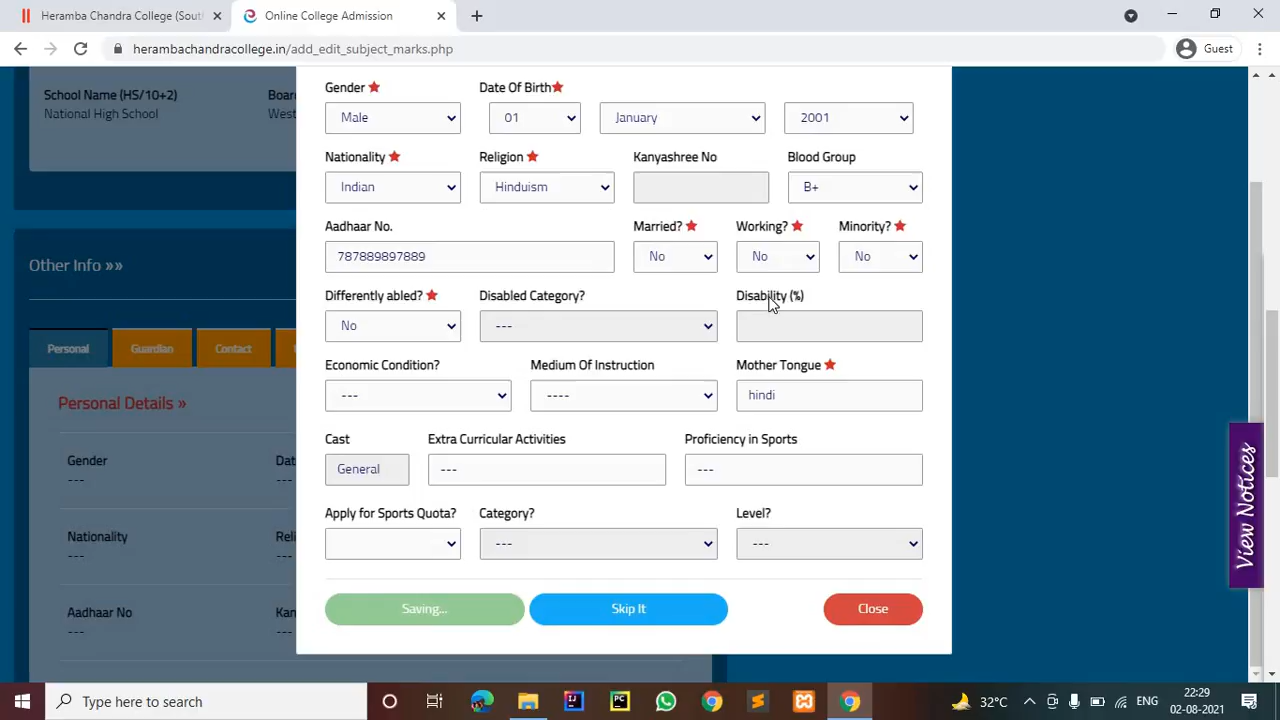 Heramba Chandra College (Sout
Online College Admission
herambachandracollege.in/add_edit_subject_marks.php
Guest
School Name (HS/10+2)
Boar
National High School
West
Other Info »»
Personal
Guardian
Contact
Personal Details »
Gender
Dat
---
Nationality
Reli
---
---
Aadhaar No
Kan
---
---
Gender
Date Of Birth
Male
01
January
2001
Nationality
Religion
Kanyashree No
Blood Group
Indian
Hinduism
B+
Aadhaar No.
Married?
Working?
Minority?
787889897889
No
No
No
Differently abled?
Disabled Category?
Disability (%)
No
---
Economic Condition?
Medium Of Instruction
Mother Tongue
---
----
hindi
Cast
Extra Curricular Activities
Proficiency in Sports
General
---
---
Apply for Sports Quota?
Category?
Level?
---
---
Saving...
Skip It
Close
View Notices
Type here to search
32°C
ENG
22:29
02-08-2021